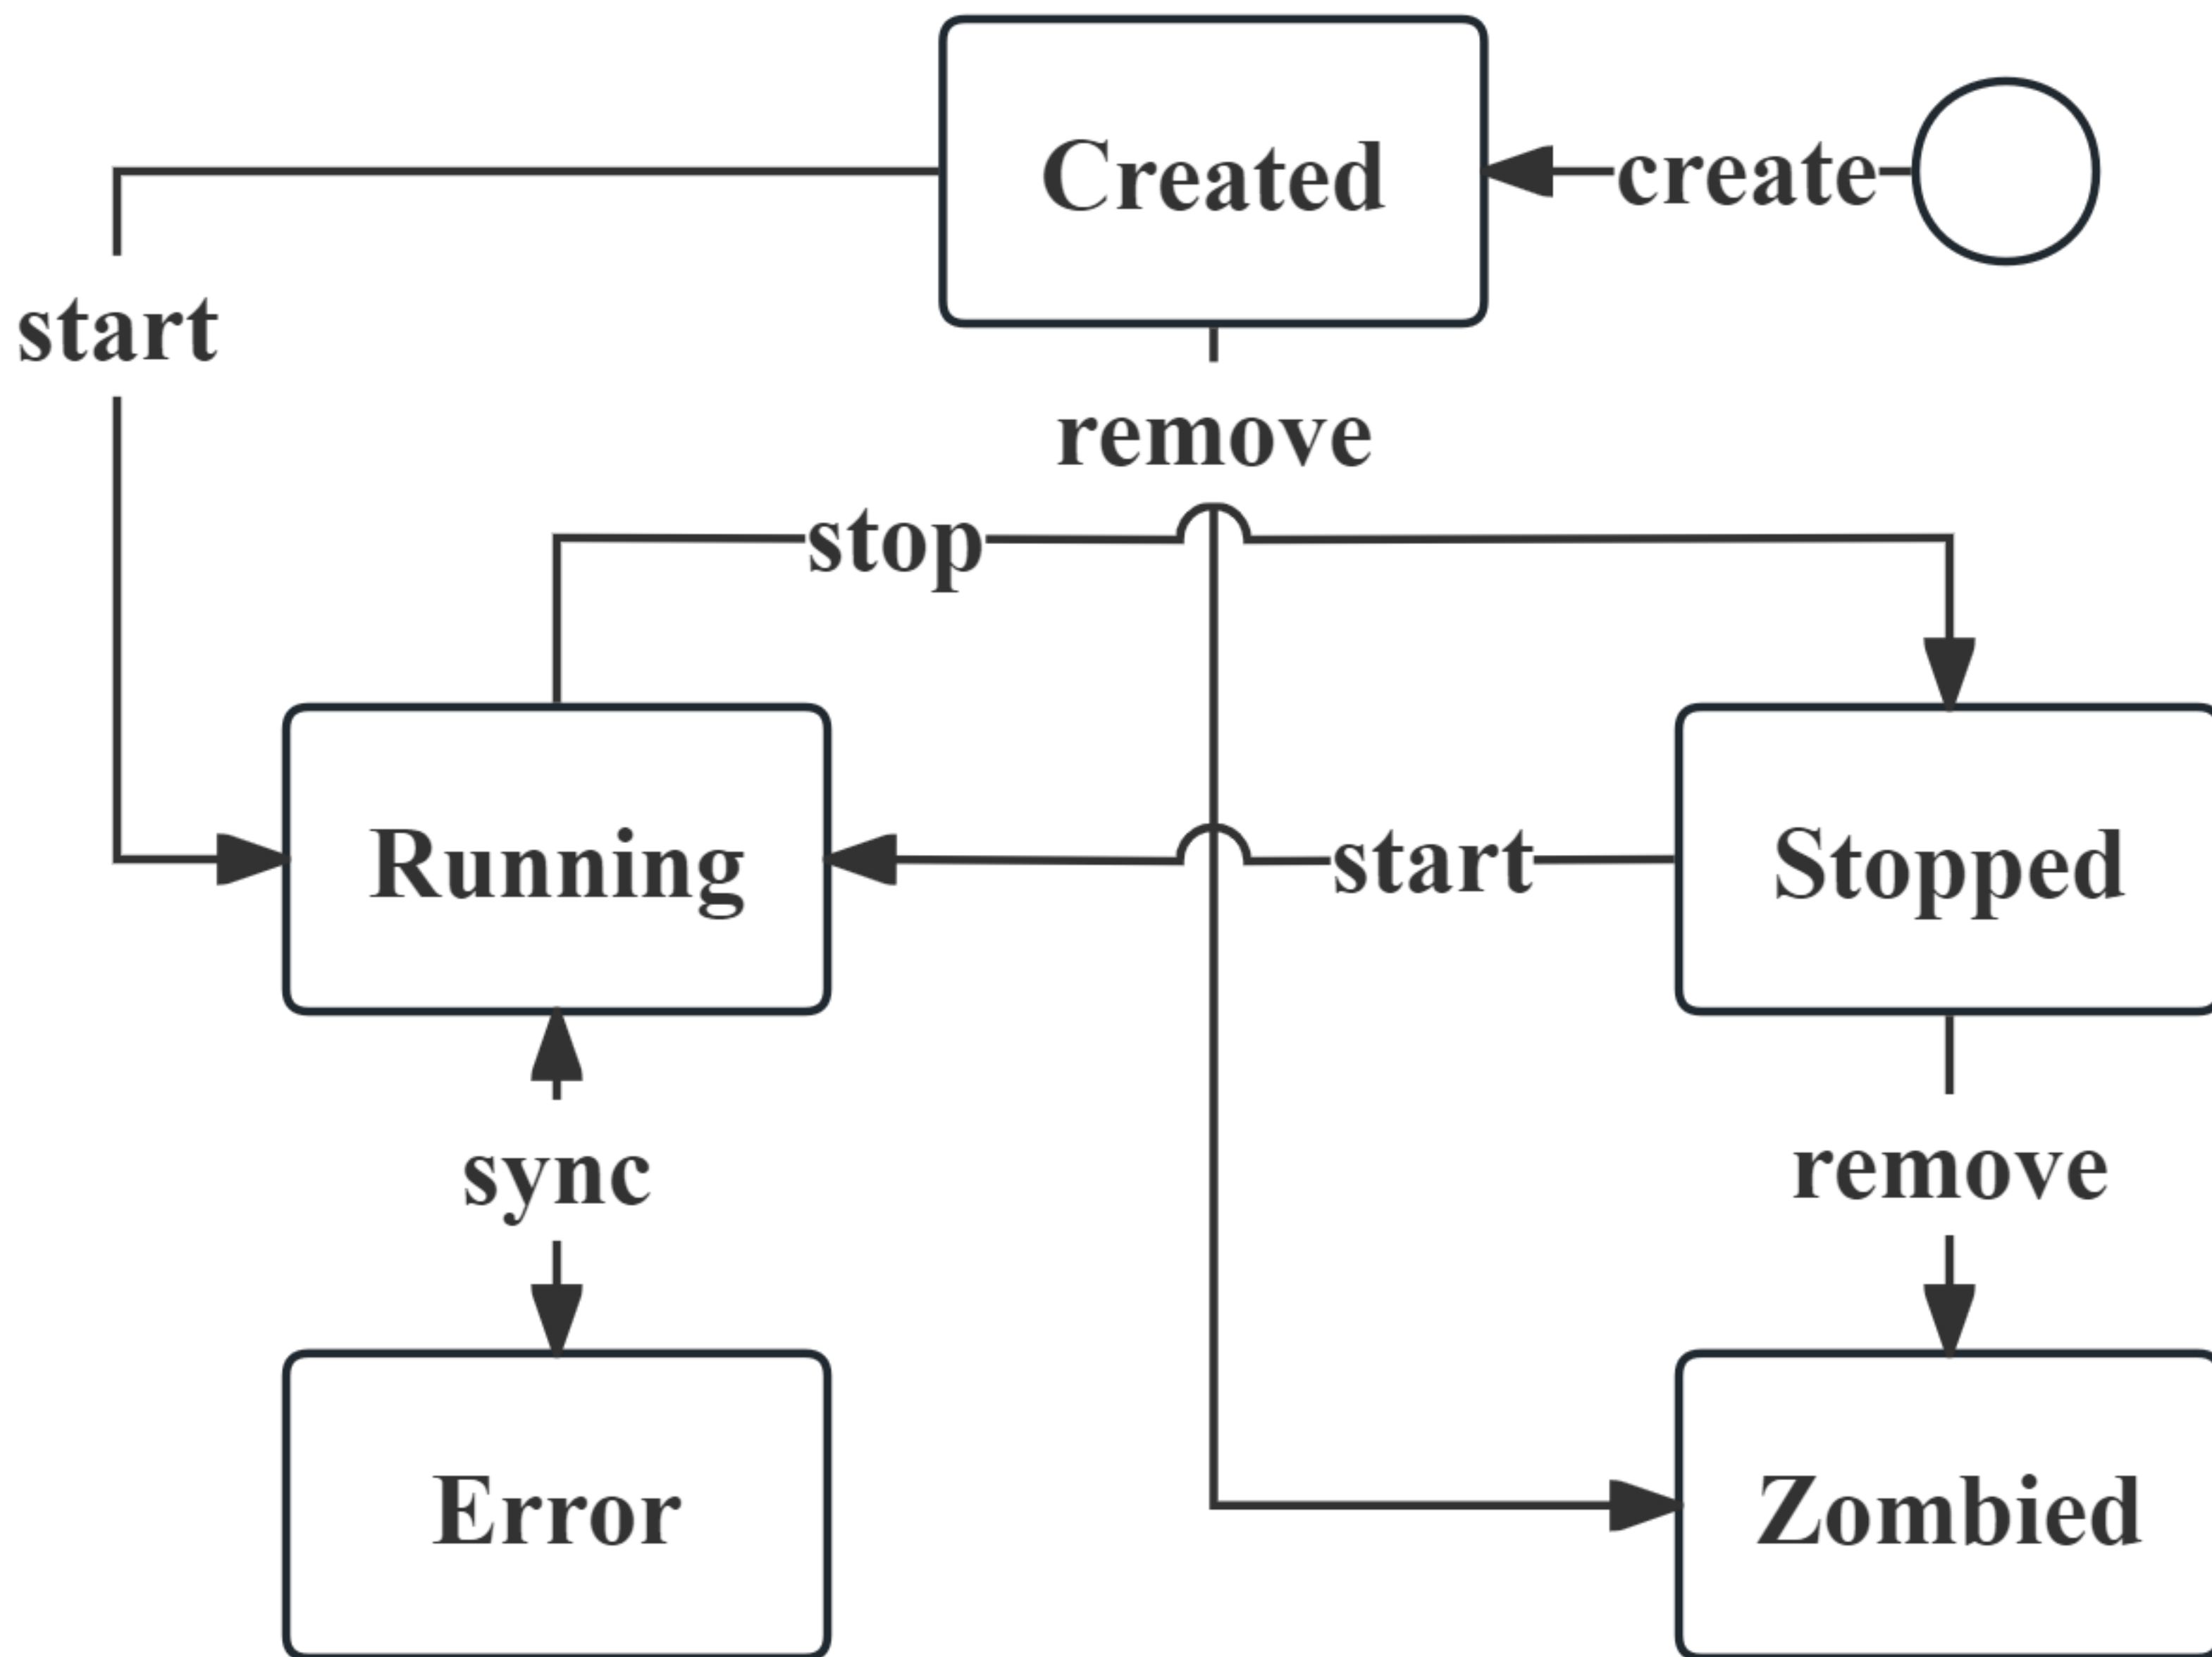 Created
create
start
remove
stop
Running
start
Stopped
sync
remove
Error
Zombied